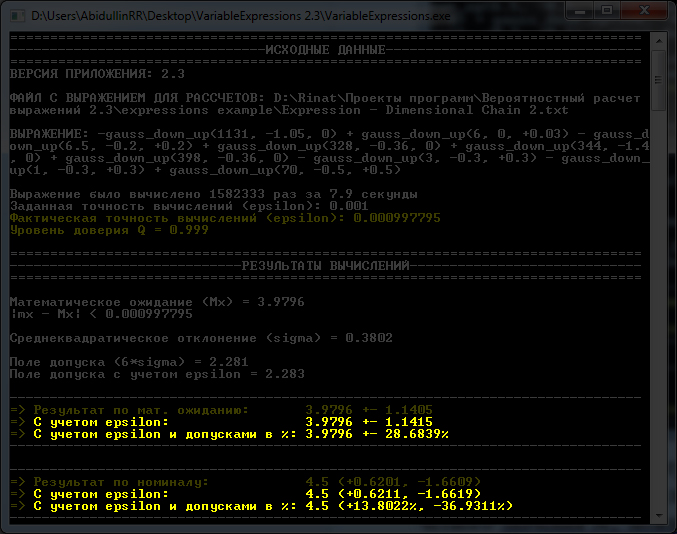 D:\Users\AbidullinRR\Desktop\VariableExpressions 2.3\VariableExpressions.exe
ИСХОДНЫЕ ДАННЫЕ
ВЕРСИЯ ПРИЛОЖЕНИЯ: 2.3
ФАЙЛ С ВЫРАЖЕНИЕМ ДЛЯ РАССЧЕТОВ: D:\Rinat\Проекты программ\Вероятностный расчет
выражений 2.3\expressions example\Expression - Dimensional Chain 2.txt
ВЫРАЖЕНИЕ: -gauss_down_up(1131, -1.05, 0) + gauss_down_up(6, 0, +0.03) - gauss_d
own_up(6.5, -0.2, +0.2) + gauss_down_up(328, -0.36, 0) + gauss_down_up(344, -1.4
, 0) + gauss_down_up(398, -0.36, 0) - gauss_down_up(3, -0.3, +0.3) - gauss_down_
up(1, -0.3, +0.3) + gauss_down_up(70, -0.5, +0.5)
Выражение было вычислено 1582333 раз за 7.9 секунды
Заданная точность вычислений (epsilon): 0.001
Фактическая точность вычислений (epsilon): 0.000997795
Уровень доверия Q = 0.999
РЕЗУЛЬТАТЫ ВЫЧИСЛЕНИЙ
Математическое ожидание (Mx) = 3.9796
|mx - Mx| < 0.000997795
Среднеквадратическое отклонение (sigma) = 0.3802
Поле допуска (6*sigma) = 2.281
Поле допуска с учетом epsilon = 2.283
=> Результат по мат. ожиданию: 3.9796 +- 1.1405
=> С учетом epsilon: 3.9796 +- 1.1415
=> С учетом epsilon и допусками в %: 3.9796 +- 28.6839%
=> Результат по номиналу: 4.5 (+0.6201, -1.6609)
=> С учетом epsilon: 4.5 (+0.6211, -1.6619)
=> С учетом epsilon и допусками в %: 4.5 (+13.8022%, -36.9311%)